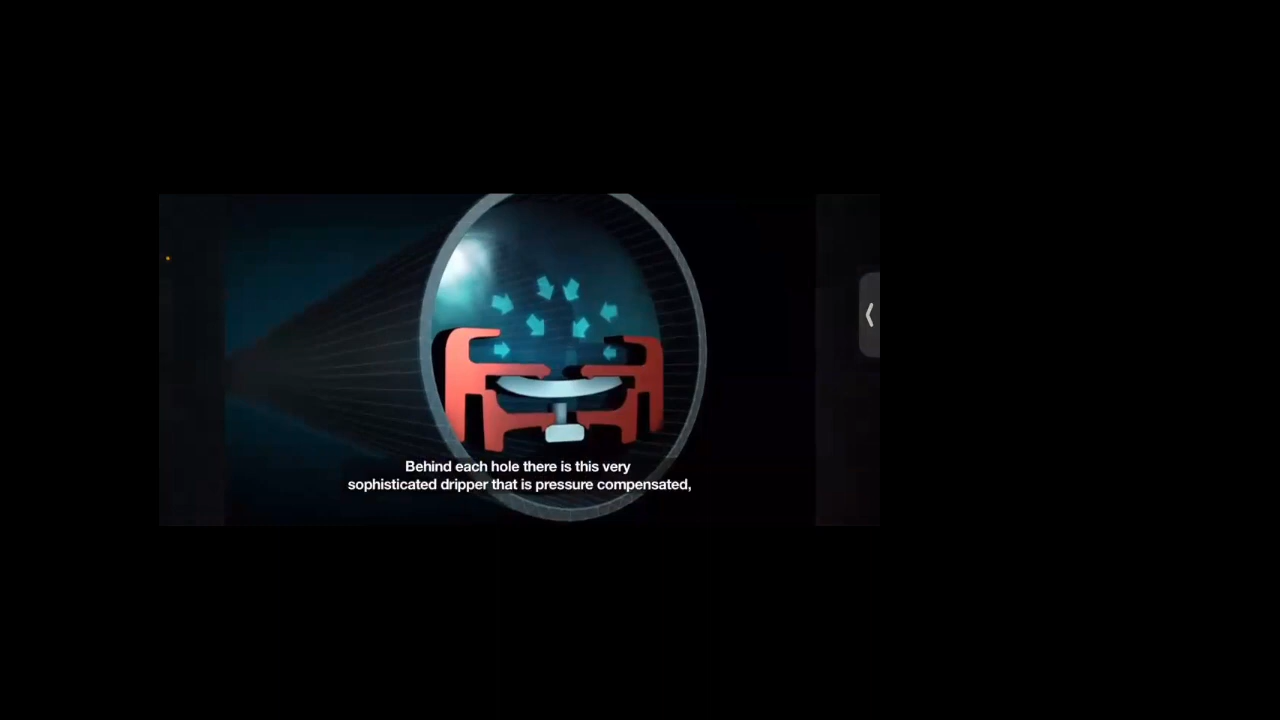 Behind each hole there is this very
sophisticated dripper that is pressure compensated,